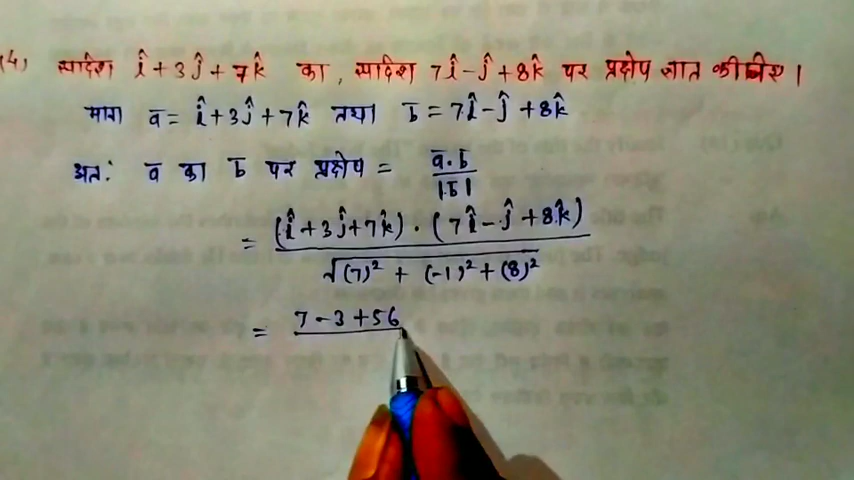 (4) सदिश î + 3ĵ + 7k̂ का, सदिश 7î - ĵ + 8k̂ पर प्रक्षेप ज्ञात कीजिए।
माना a̅ = î + 3ĵ + 7k̂ तथा b̅ = 7î - ĵ + 8k̂
अतः a̅ का b̅ पर प्रक्षेप = a̅·b̅ / |b̅|
= (î + 3ĵ + 7k̂) · (7î - ĵ + 8k̂) / √(7)² + (-1)² + (8)²
= 7 - 3 + 56